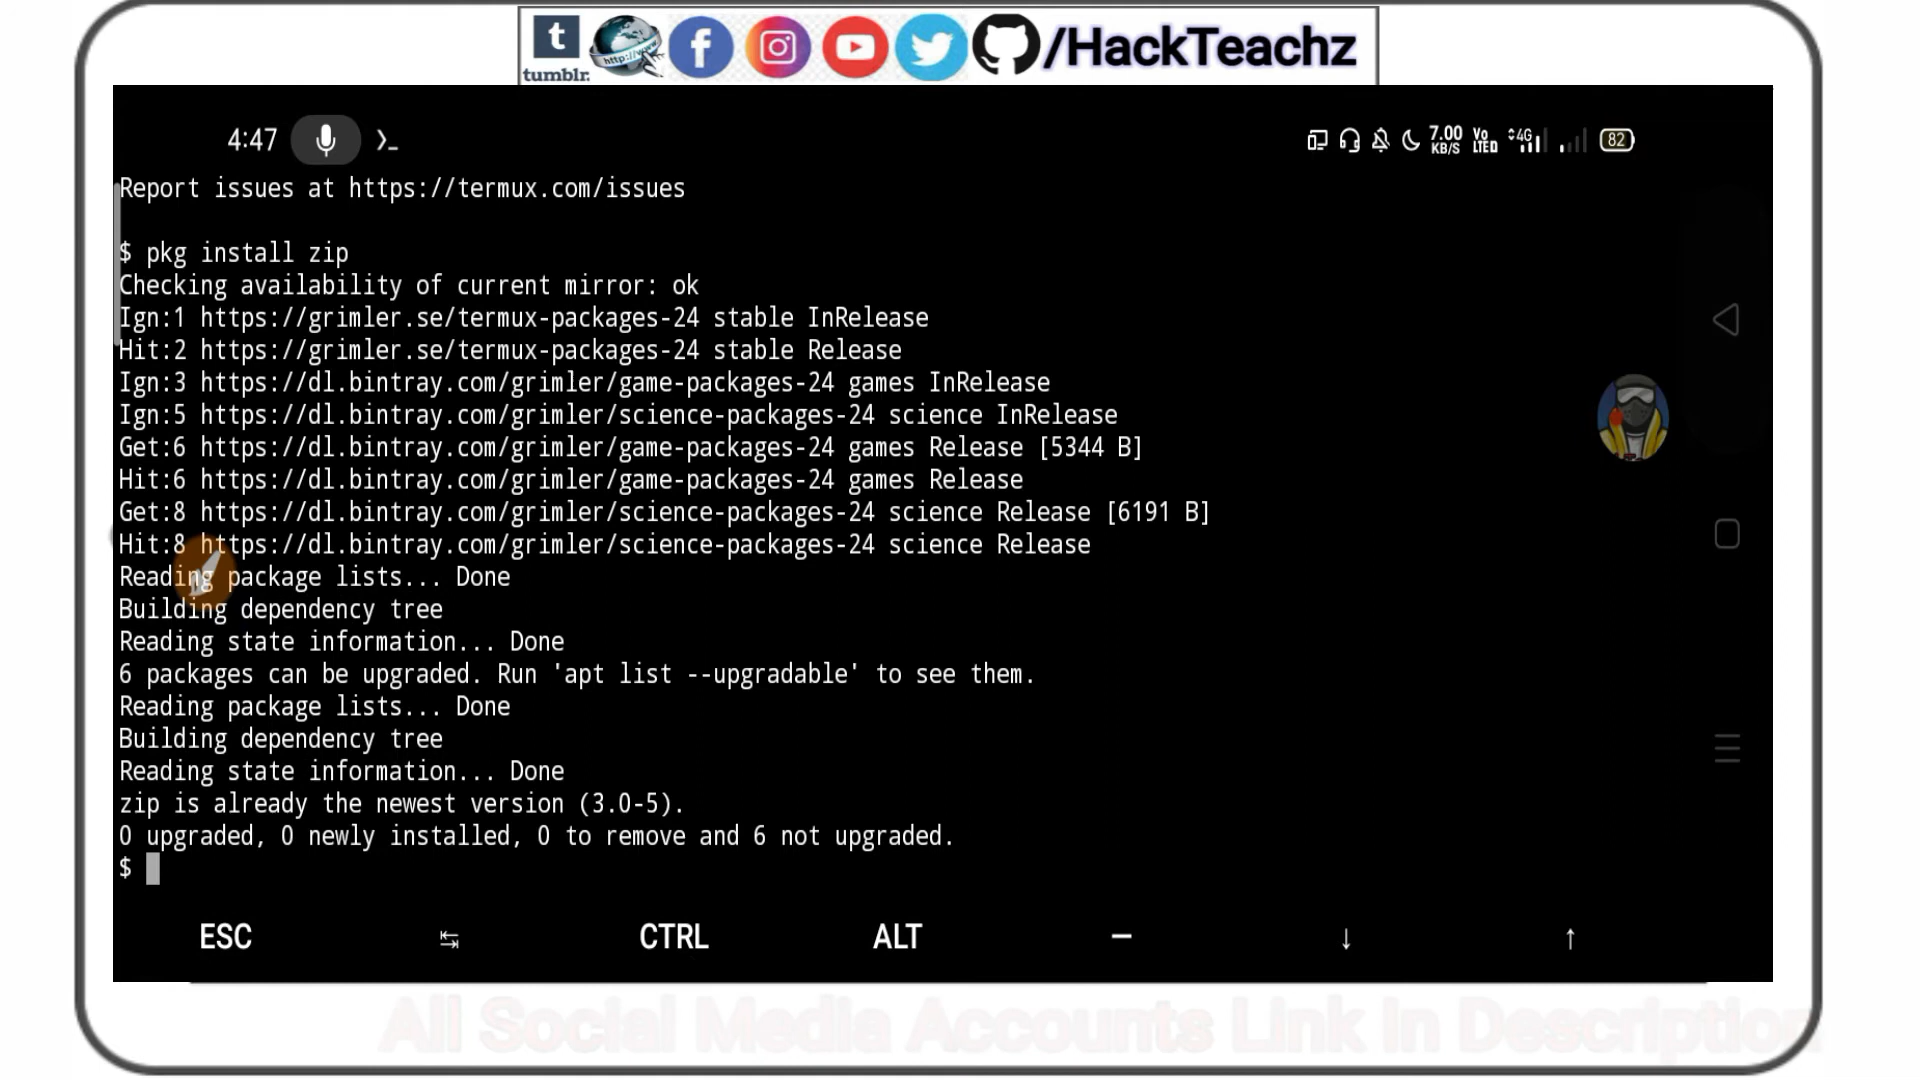 tumblr.
http://www
/HackTeachz
4:47
7.00 KB/S Vo LTED 4G 82
Report issues at https://termux.com/issues
$ pkg install zip
Checking availability of current mirror: ok
Ign:1 https://grimler.se/termux-packages-24 stable InRelease
Hit:2 https://grimler.se/termux-packages-24 stable Release
Ign:3 https://dl.bintray.com/grimler/game-packages-24 games InRelease
Ign:5 https://dl.bintray.com/grimler/science-packages-24 science InRelease
Get:6 https://dl.bintray.com/grimler/game-packages-24 games Release [5344 B]
Hit:6 https://dl.bintray.com/grimler/game-packages-24 games Release
Get:8 https://dl.bintray.com/grimler/science-packages-24 science Release [6191 B]
Hit:8 https://dl.bintray.com/grimler/science-packages-24 science Release
Reading package lists... Done
Building dependency tree
Reading state information... Done
6 packages can be upgraded. Run 'apt list --upgradable' to see them.
Reading package lists... Done
Building dependency tree
Reading state information... Done
zip is already the newest version (3.0-5).
0 upgraded, 0 newly installed, 0 to remove and 6 not upgraded.
$
ESC ↹ CTRL ALT — ↓ ↑
All Social Media Accounts Link In Description